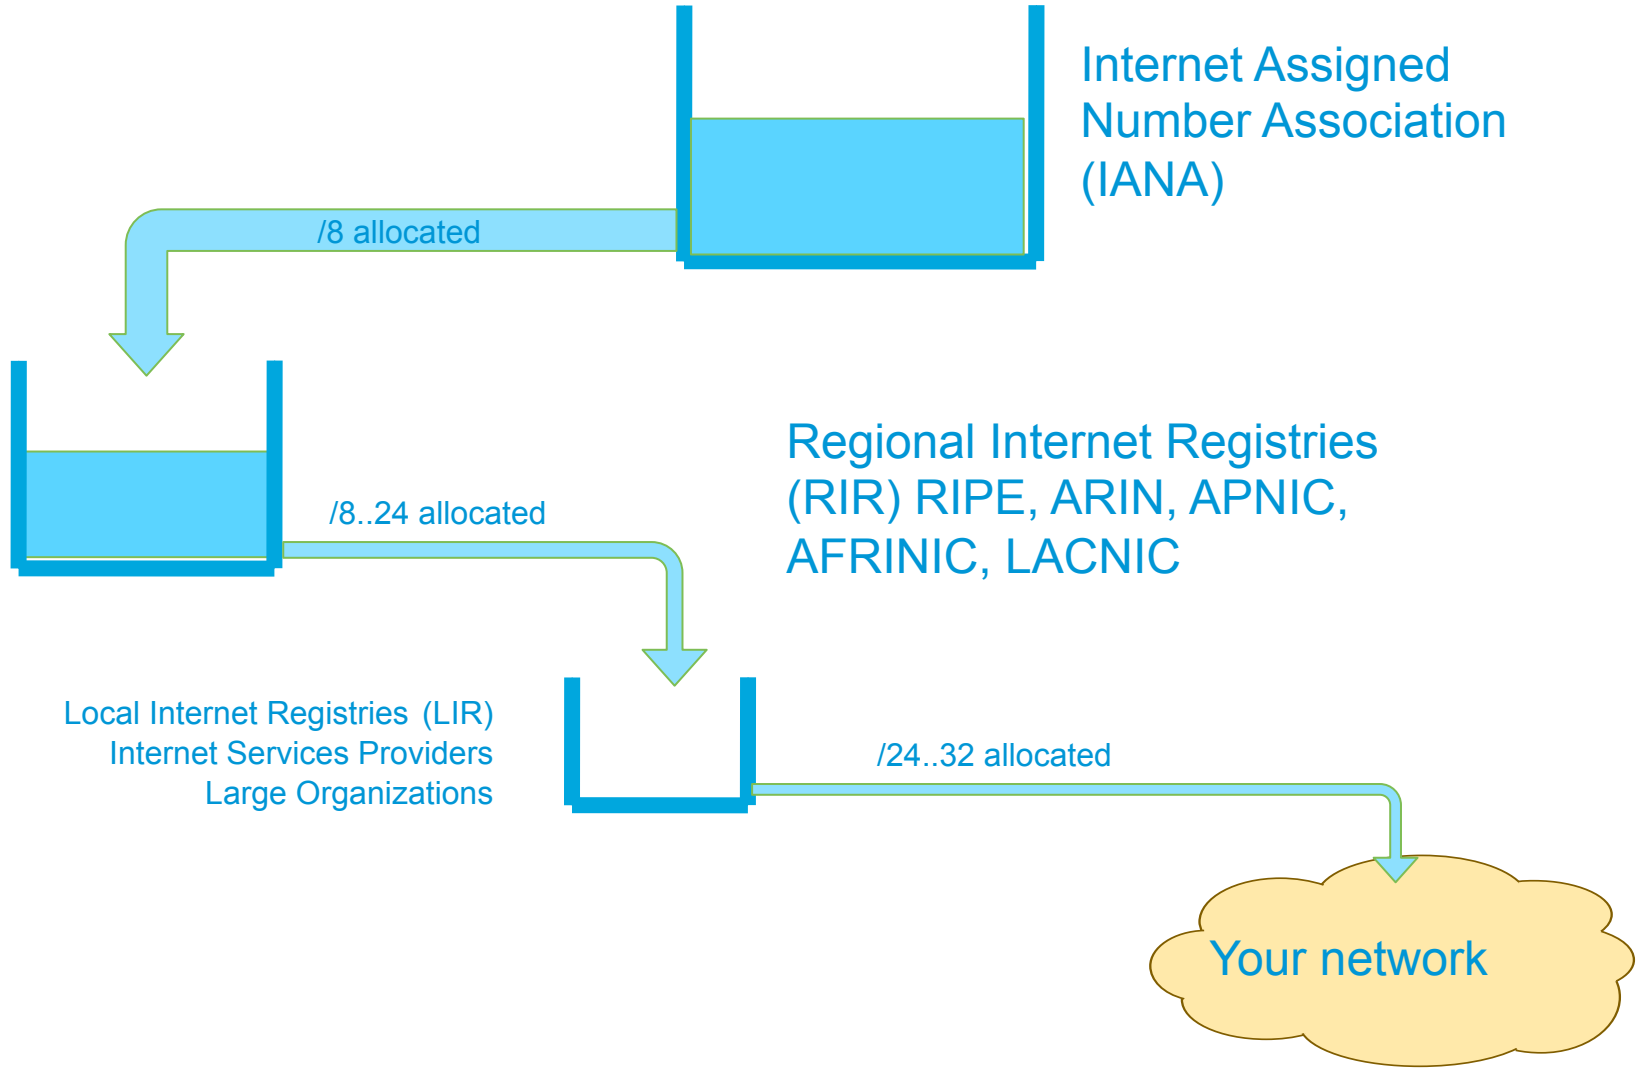 Internet Assigned
Number Association
(IANA)
/8 allocated
Regional Internet Registries
(RIR) RIPE, ARIN, APNIC,
AFRINIC, LACNIC
/8..24 allocated
Local Internet Registries (LIR)
Internet Services Providers
Large Organizations
/24..32 allocated
Your network